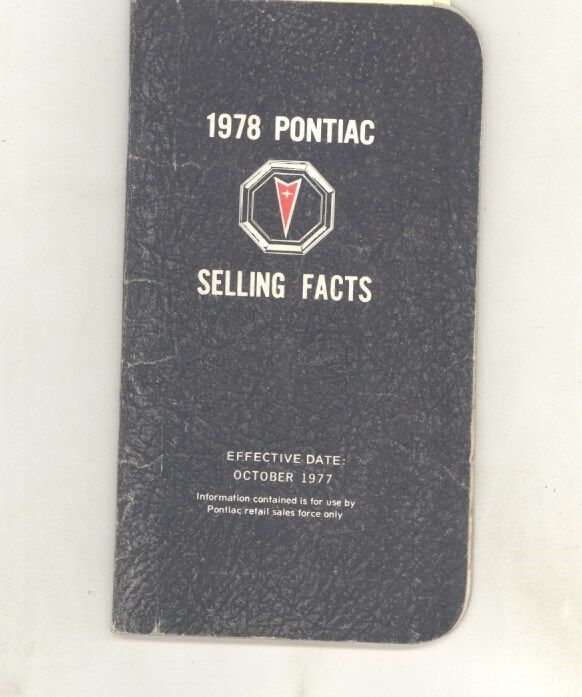 1978 PONTIAC
SELLING FACTS
EFFECTIVE DATE:
OCTOBER 1977
Information contained is for use by
Pontiac retail sales force only